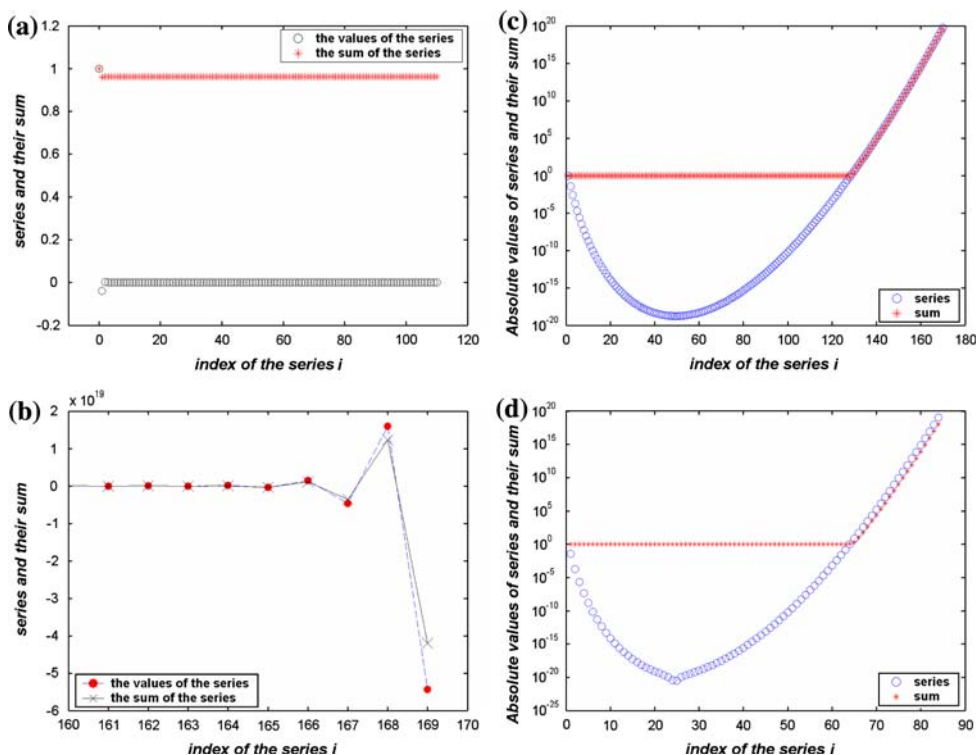 (a)
1.2
1
0.8
0.6
0.4
0.2
0
-0.2
0 20 40 60 80 100 120
series and their sum
index of the series i
the values of the series
the sum of the series
(c)
10^20
10^15
10^10
10^5
10^0
10^-5
10^-10
10^-15
10^-20
0 20 40 60 80 100 120 140 160 180
Absolute values of series and their sum
index of the series i
series
sum
(b)
x 10^19
2
1
0
-1
-2
-3
-4
-5
-6
160 161 162 163 164 165 166 167 168 169 170
series and their sum
index of the series i
the values of the series
the sum of the series
(d)
10^20
10^15
10^10
10^5
10^0
10^-5
10^-10
10^-15
10^-20
10^-25
0 10 20 30 40 50 60 70 80 90
Absolute values of series and their sum
index of the series i
series
sum